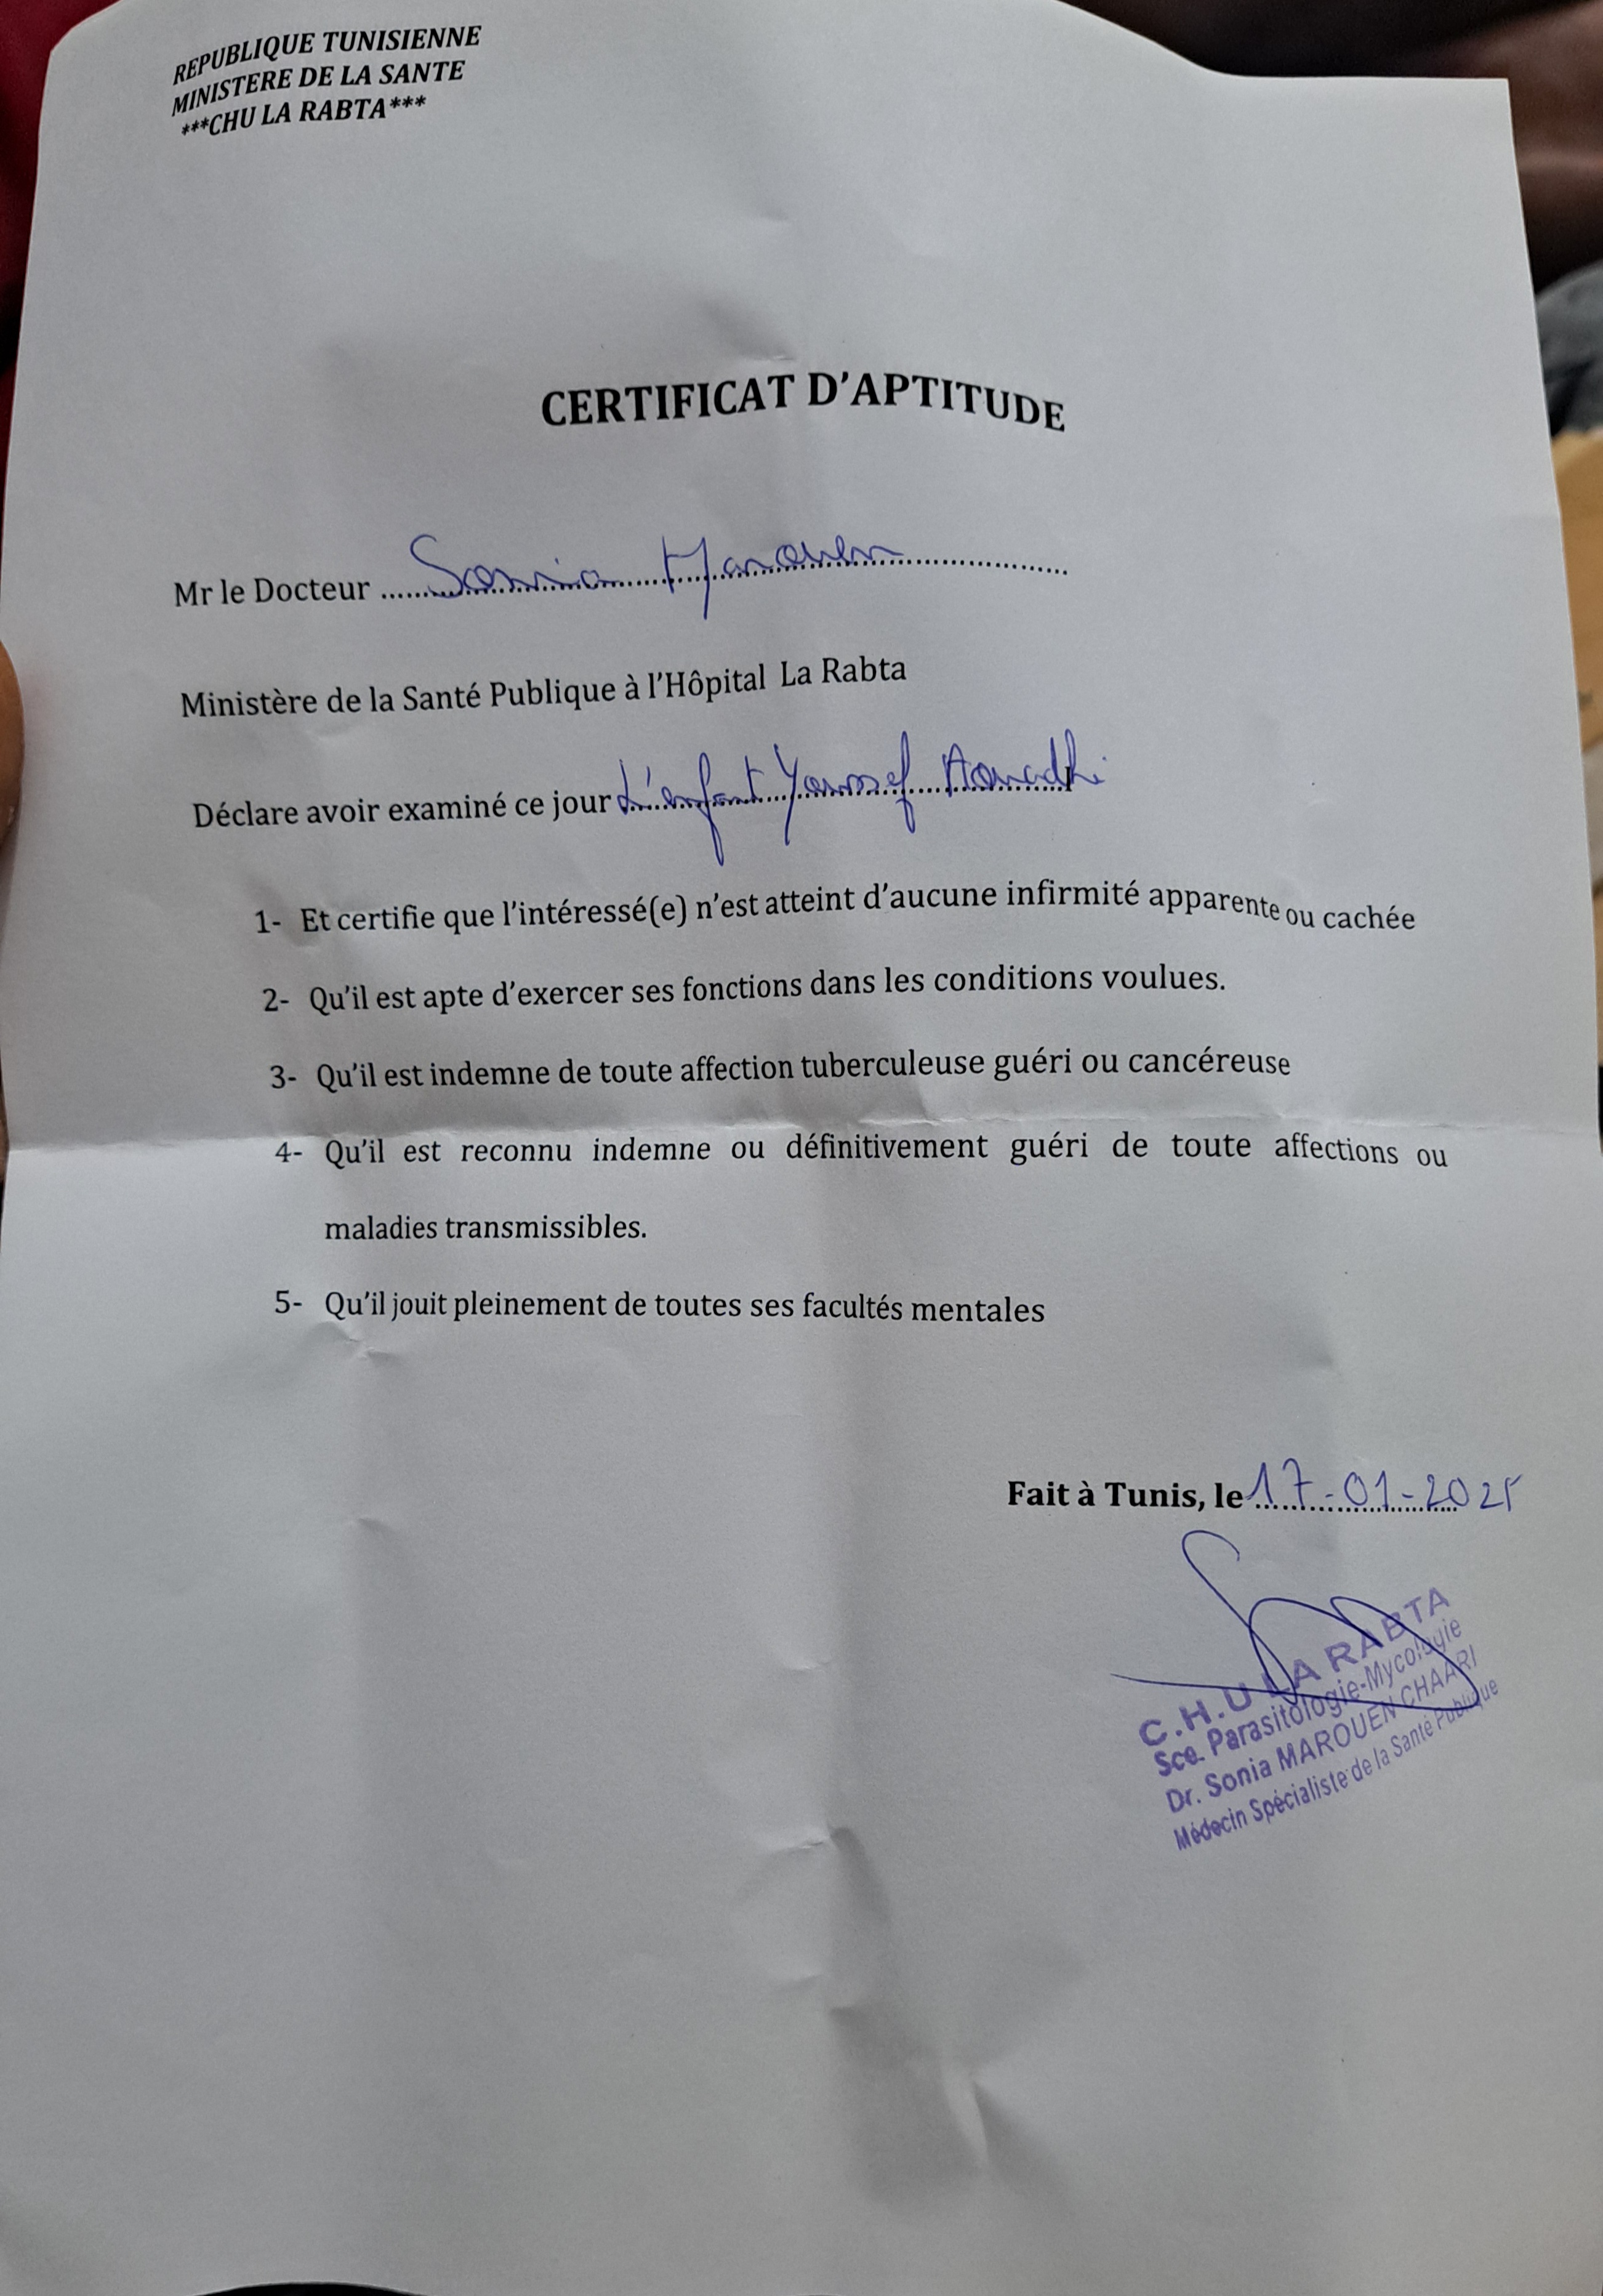 REPUBLIQUE TUNISIENNE
MINISTERE DE LA SANTE
***CHU LA RABTA***
CERTIFICAT D'APTITUDE
Mr le Docteur ........Sonia Marouen........
Ministère de la Santé Publique à l'Hôpital La Rabta
Déclare avoir examiné ce jour L'enfant Youssef Aouadhi
1- Et certifie que l'intéressé(e) n'est atteint d'aucune infirmité apparente ou cachée
2- Qu'il est apte d'exercer ses fonctions dans les conditions voulues.
3- Qu'il est indemne de toute affection tuberculeuse guéri ou cancéreuse
4- Qu'il est reconnu indemne ou définitivement guéri de toute affections ou
maladies transmissibles.
5- Qu'il jouit pleinement de toutes ses facultés mentales
Fait à Tunis, le 17-01-2025
C.H.U LA RABTA
Sce. Parasitologie-Mycologie
Dr. Sonia MAROUEN CHAARI
Médecin Spécialiste de la Santé Publique